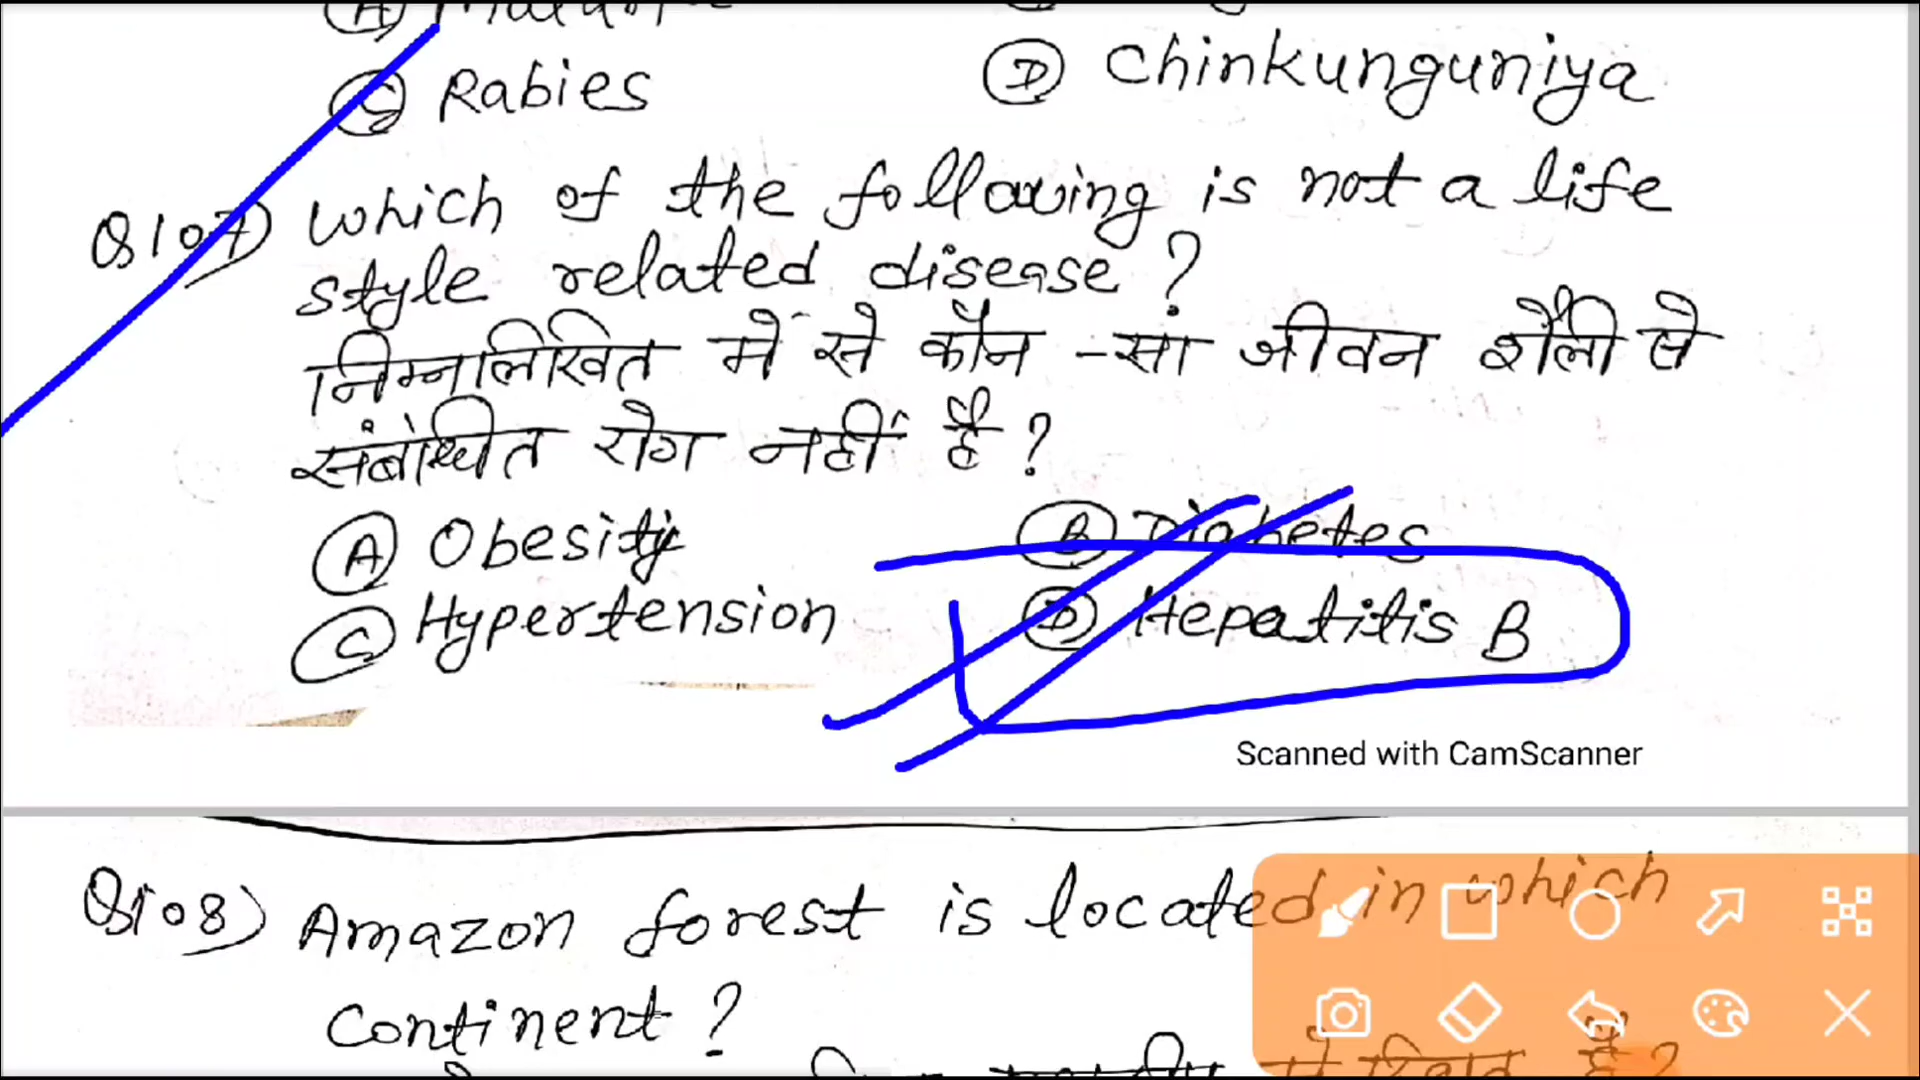 C Rabies D Chinkunguniya
Q107) Which of the following is not a life
style related disease ?
निम्नलिखित में से कौन-सा जीवन शैली से
संबंधित रोग नहीं है ?
A Obesity B Diabetes
C Hypertension D Hepatitis B
Scanned with CamScanner
Q108) Amazon forest is located in which
continent ?